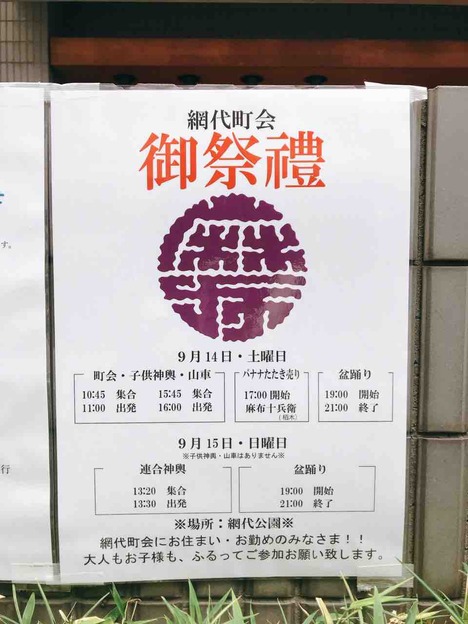 網代町会
御祭禮
9月14日・土曜日
町会・子供神輿・山車
10:45 集合 15:45 集合
11:00 出発 16:00 出発
バナナたたき売り
17:00 開始
麻布十兵衛
(栢木)
盆踊り
19:00 開始
21:00 終了
9月15日・日曜日
※子供神輿・山車はありません※
連合神輿
13:20 集合
13:30 出発
盆踊り
19:00 開始
21:00 終了
※場所:網代公園※
網代町会にお住まい・お勤めのみなさま!!
大人もお子様も、ふるってご参加お願い致します。
す。
行